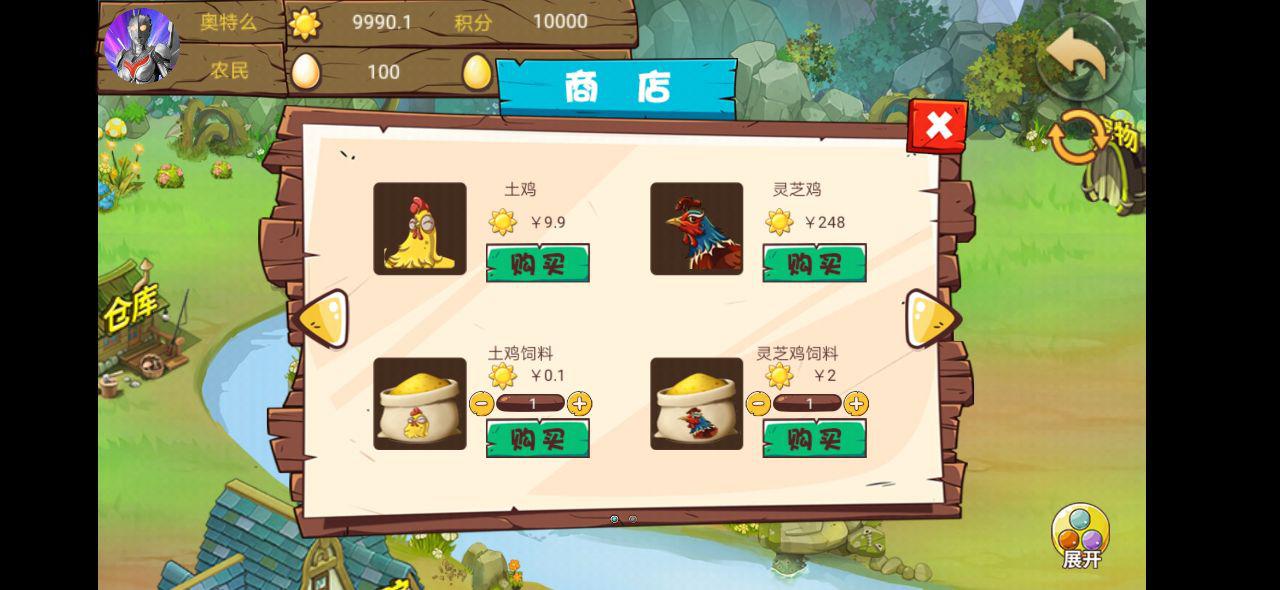 奥特么 9990.1 积分 10000
农民 100
商店
宠物
土鸡
￥9.9
购买
灵芝鸡
￥248
购买
仓库
土鸡饲料
￥0.1
1
购买
灵芝鸡饲料
￥2
1
购买
展开